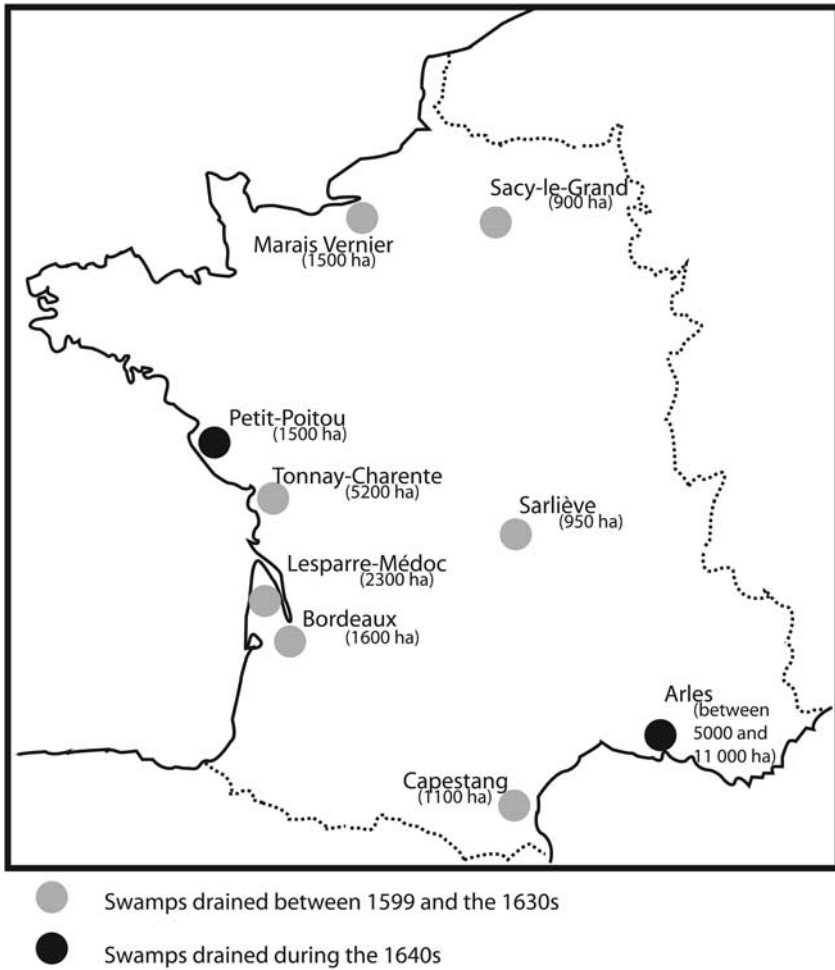 Sacy-le-Grand
(900 ha)
Marais Vernier
(1500 ha)
Petit-Poitou
(1500 ha)
Tonnay-Charente
(5200 ha)
Sarliève
(950 ha)
Lesparre-Médoc
(2300 ha)
Bordeaux
(1600 ha)
Arles
(between
5000 and
11 000 ha)
Capestang
(1100 ha)
Swamps drained between 1599 and the 1630s
Swamps drained during the 1640s